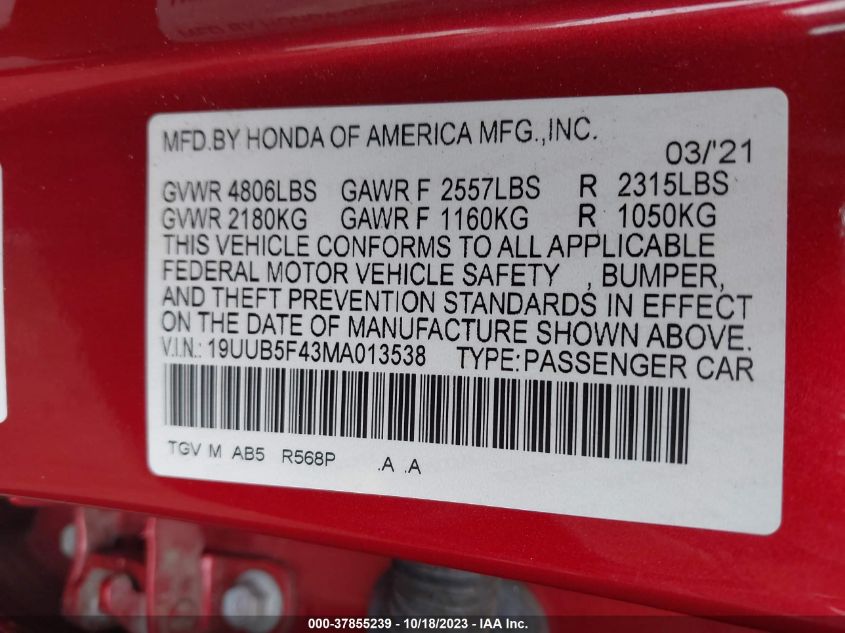 MFD.BY HONDA OF AMERICA MFG.,INC.
03/'21
GVWR 4806LBS GAWR F 2557LBS R 2315LBS
GVWR 2180KG GAWR F 1160KG R 1050KG
THIS VEHICLE CONFORMS TO ALL APPLICABLE
FEDERAL MOTOR VEHICLE SAFETY , BUMPER,
AND THEFT PREVENTION STANDARDS IN EFFECT
ON THE DATE OF MANUFACTURE SHOWN ABOVE.
V.I.N.: 19UUB5F43MA013538 TYPE:PASSENGER CAR
TGV M AB5 R568P .A .A
000-37855239 - 10/18/2023 - IAA Inc.